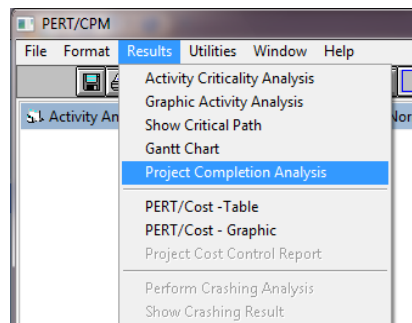 PERT/CPM
File Format Results Utilities Window Help
Activity Criticality Analysis
Graphic Activity Analysis
Show Critical Path
Gantt Chart
Project Completion Analysis
PERT/Cost -Table
PERT/Cost - Graphic
Project Cost Control Report
Perform Crashing Analysis
Show Crashing Result
Activity An
Nor